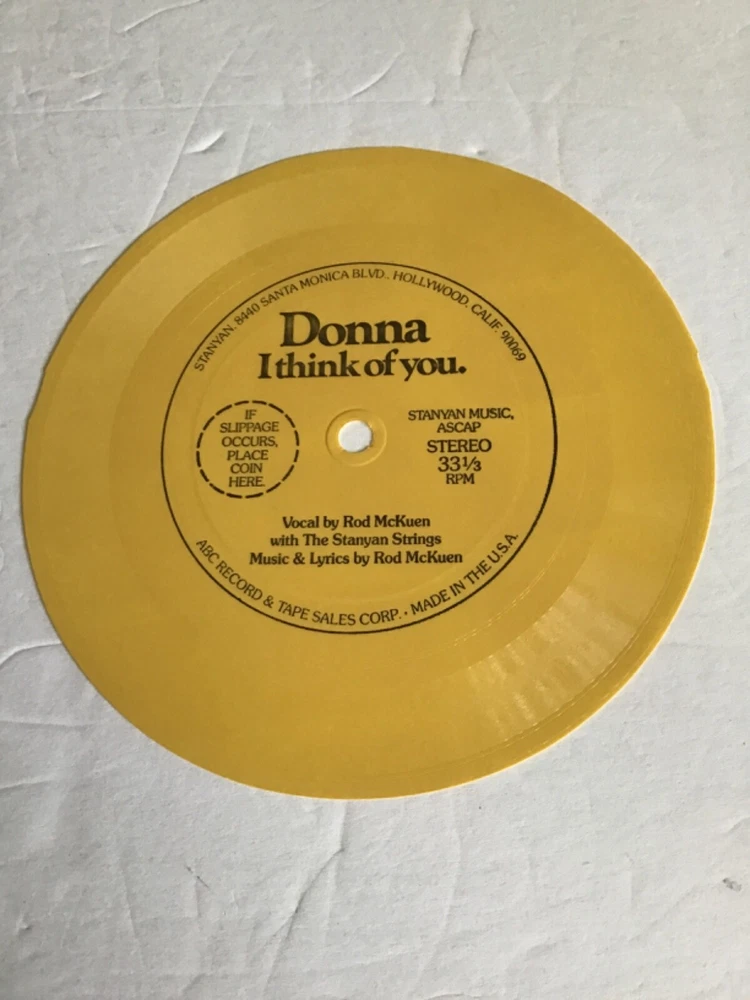 STANYAN, 8440 SANTA MONICA BLVD., HOLLYWOOD, CALIF. 90069
Donna
I think of you.
IF
SLIPPAGE
OCCURS,
PLACE
COIN
HERE.
STANYAN MUSIC,
ASCAP
STEREO
33 1/3
RPM
Vocal by Rod McKuen
with The Stanyan Strings
Music & Lyrics by Rod McKuen
ABC RECORD & TAPE SALES CORP. • MADE IN THE U.S.A.